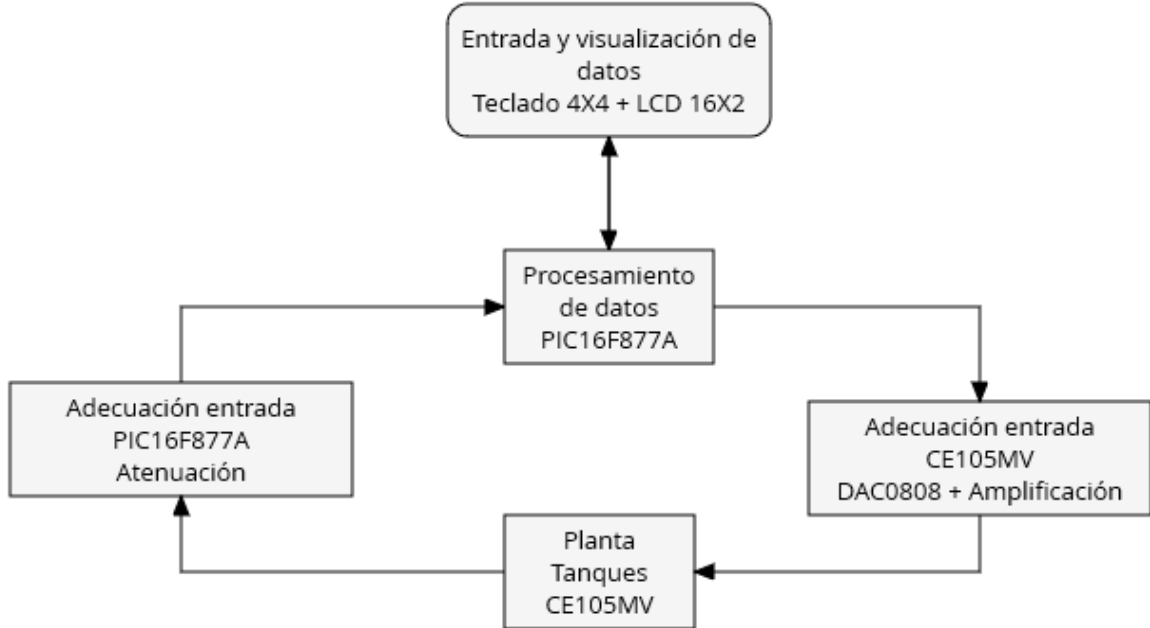 Entrada y visualización de
datos
Teclado 4X4 + LCD 16X2
Procesamiento
de datos
PIC16F877A
Adecuación entrada
PIC16F877A
Atenuación
Adecuación entrada
CE105MV
DAC0808 + Amplificación
Planta
Tanques
CE105MV